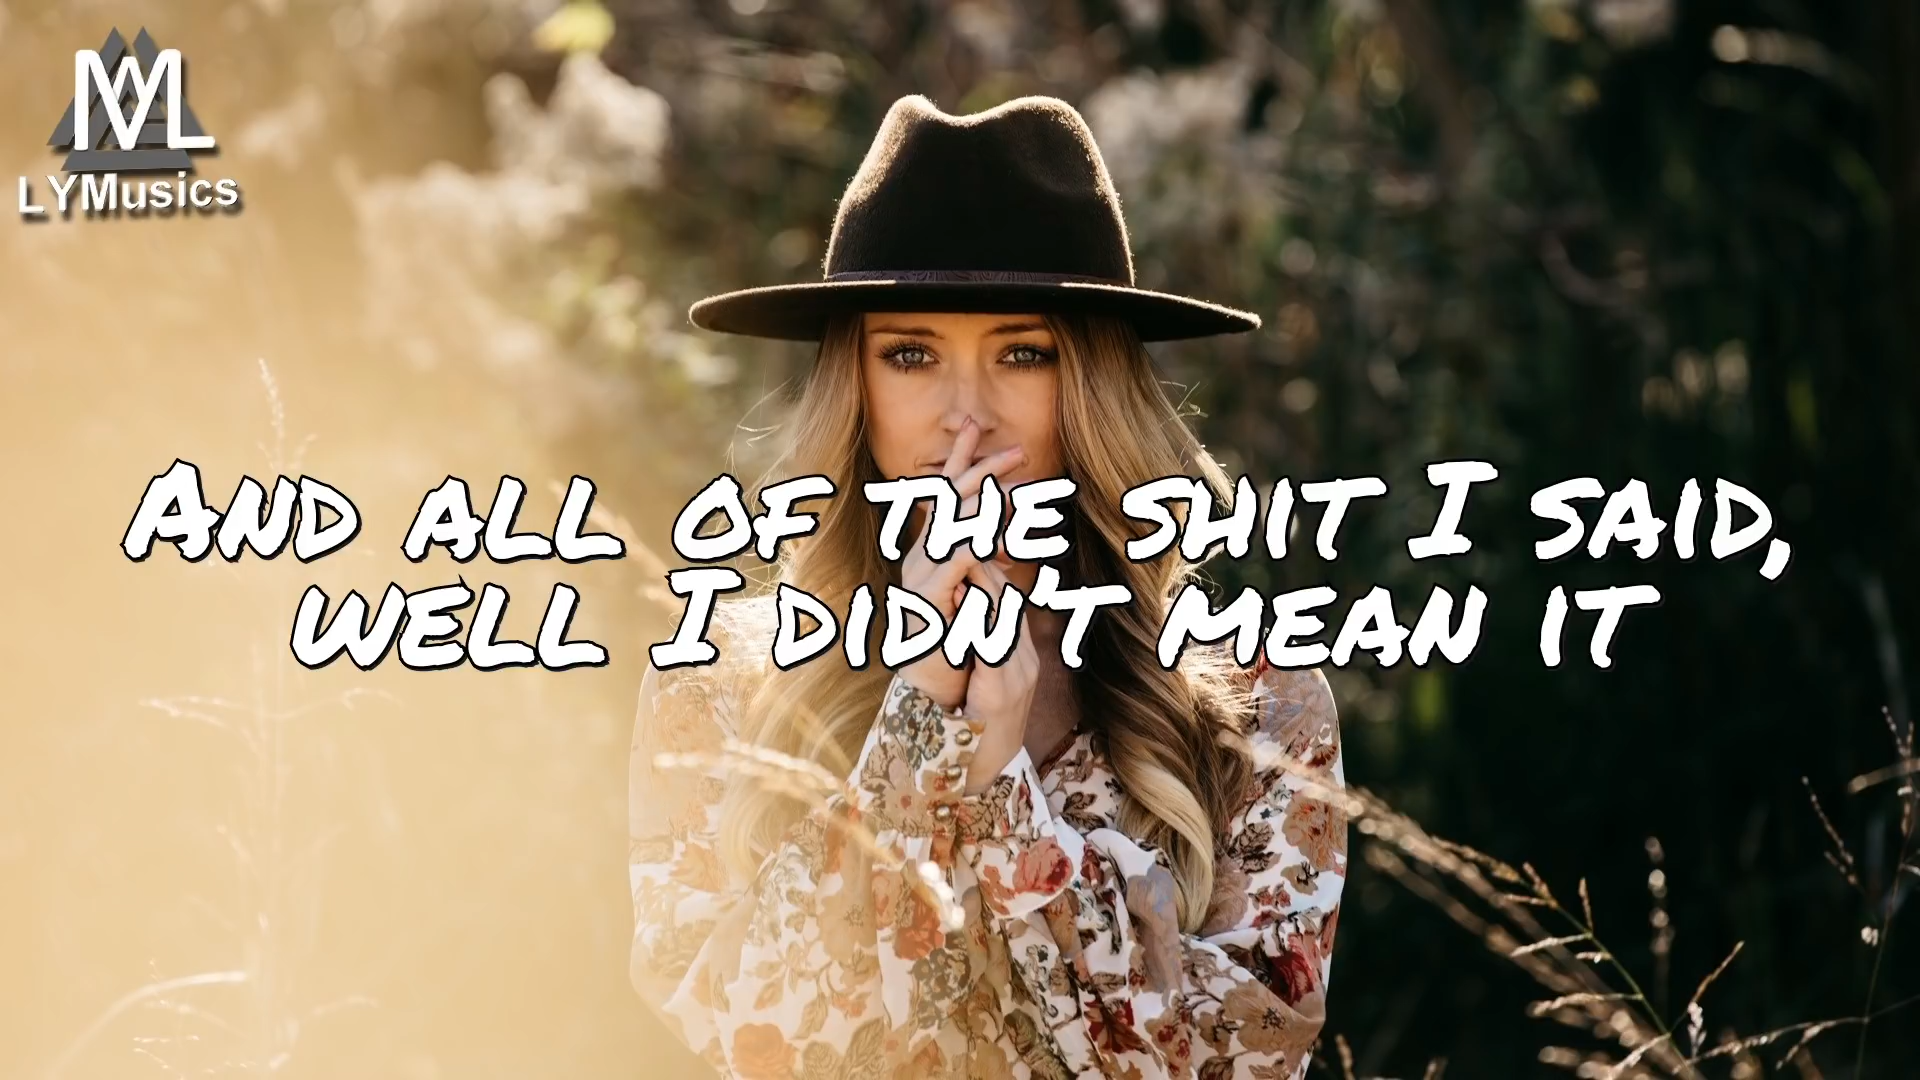 LYMusics
And all of the shit I said,
well I didn't mean it